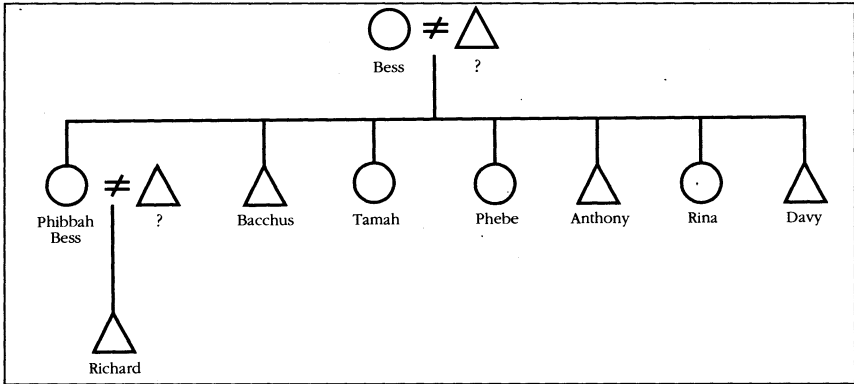 Bess
?
Phibbah
Bess
?
Bacchus
Tamah
Phebe
Anthony
Rina
Davy
Richard